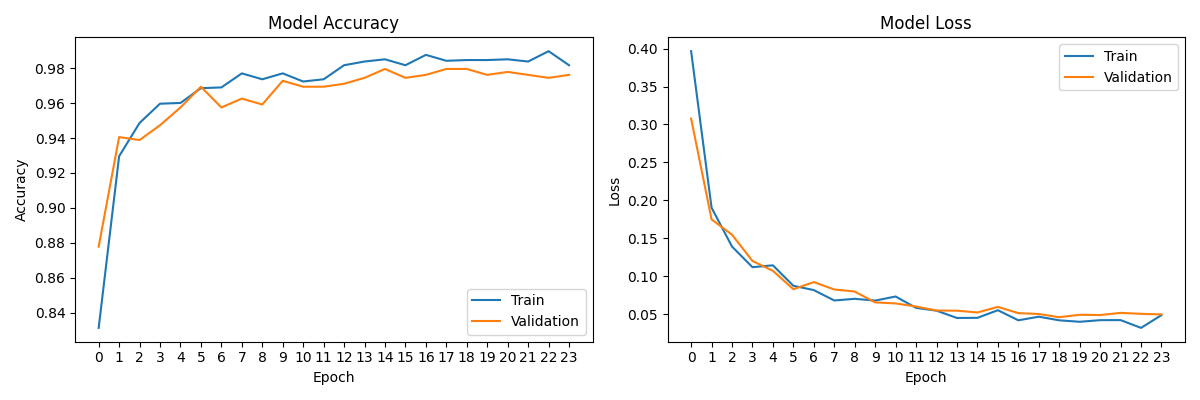 Model Accuracy
Accuracy
0.98
0.96
0.94
0.92
0.90
0.88
0.86
0.84
Train
Validation
0 1 2 3 4 5 6 7 8 9 10 11 12 13 14 15 16 17 18 19 20 21 22 23
Epoch
Model Loss
Loss
0.40
0.35
0.30
0.25
0.20
0.15
0.10
0.05
Train
Validation
0 1 2 3 4 5 6 7 8 9 10 11 12 13 14 15 16 17 18 19 20 21 22 23
Epoch